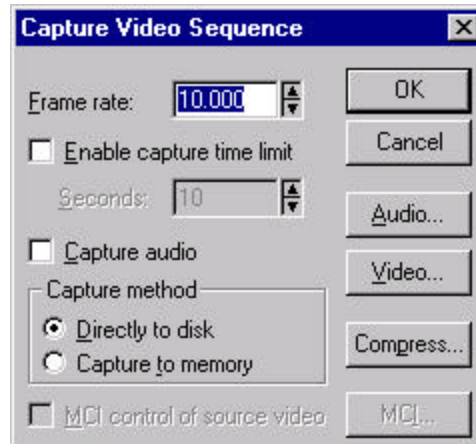 Capture Video Sequence
Frame rate: 10.000
OK
Enable capture time limit
Cancel
Seconds: 10
Audio...
Capture audio
Video...
Capture method
Directly to disk
Compress...
Capture to memory
MCI control of source video
MCI...